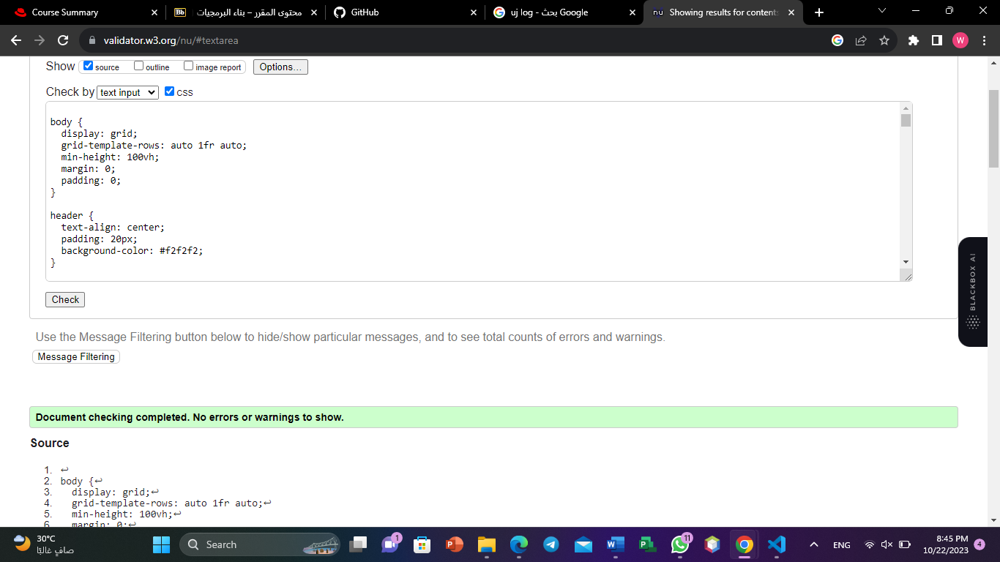 Course Summary
Bb محتوى المقرر – بناء البرمجيات
GitHub
uj log - بحث Google
nu Showing results for contents
validator.w3.org/nu/#textarea
W
Show source outline image report Options...
Check by text input css
body {
display: grid;
grid-template-rows: auto 1fr auto;
min-height: 100vh;
margin: 0;
padding: 0;
}
header {
text-align: center;
padding: 20px;
background-color: #f2f2f2;
}
Check
BLACKBOX AI
Use the Message Filtering button below to hide/show particular messages, and to see total counts of errors and warnings.
Message Filtering
Document checking completed. No errors or warnings to show.
Source
1. ↩
2. body {↩
3. display: grid;↩
4. grid-template-rows: auto 1fr auto;↩
5. min-height: 100vh;↩
6. margin: 0;↩
30°C
صافٍ غالبًا
Search
1
11
ENG
8:45 PM
10/22/2023
4